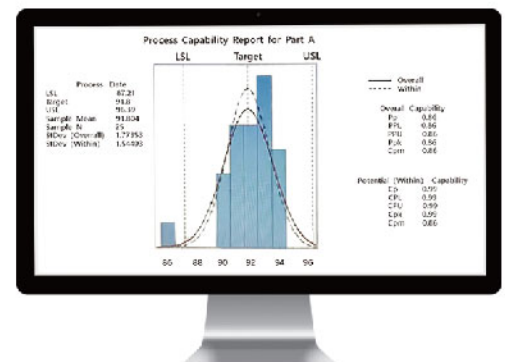 Process Capability Report for Part A
LSL Target USL
Process Data
LSL 87.21
Target 91.8
USL 96.39
Sample Mean 91.804
Sample N 25
StDev (Overall) 1.77353
StDev (Within) 1.54493
Overall
Within
Overall Capability
Pp 0.86
PPL 0.86
PPU 0.86
Ppk 0.86
Cpm 0.86
Potential (Within) Capability
Cp 0.99
CPL 0.99
CPU 0.99
Cpk 0.99
Cpm 0.86
86 88 90 92 94 96